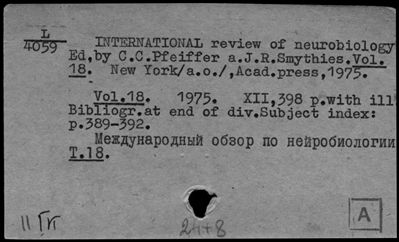 L
4059
INTERNATIONAL review of neurobiology
Ed,by C.C.Pfeiffer a.J.R.Smythies.Vol.
18. New York/a.o./,Acad.press,1975.
Vol.18. 1975. XII,398 p.with ill
Bibliogr.at end of div.Subject index:
p.389-392.
Международный обзор по нейробиологии
Т.18.
A